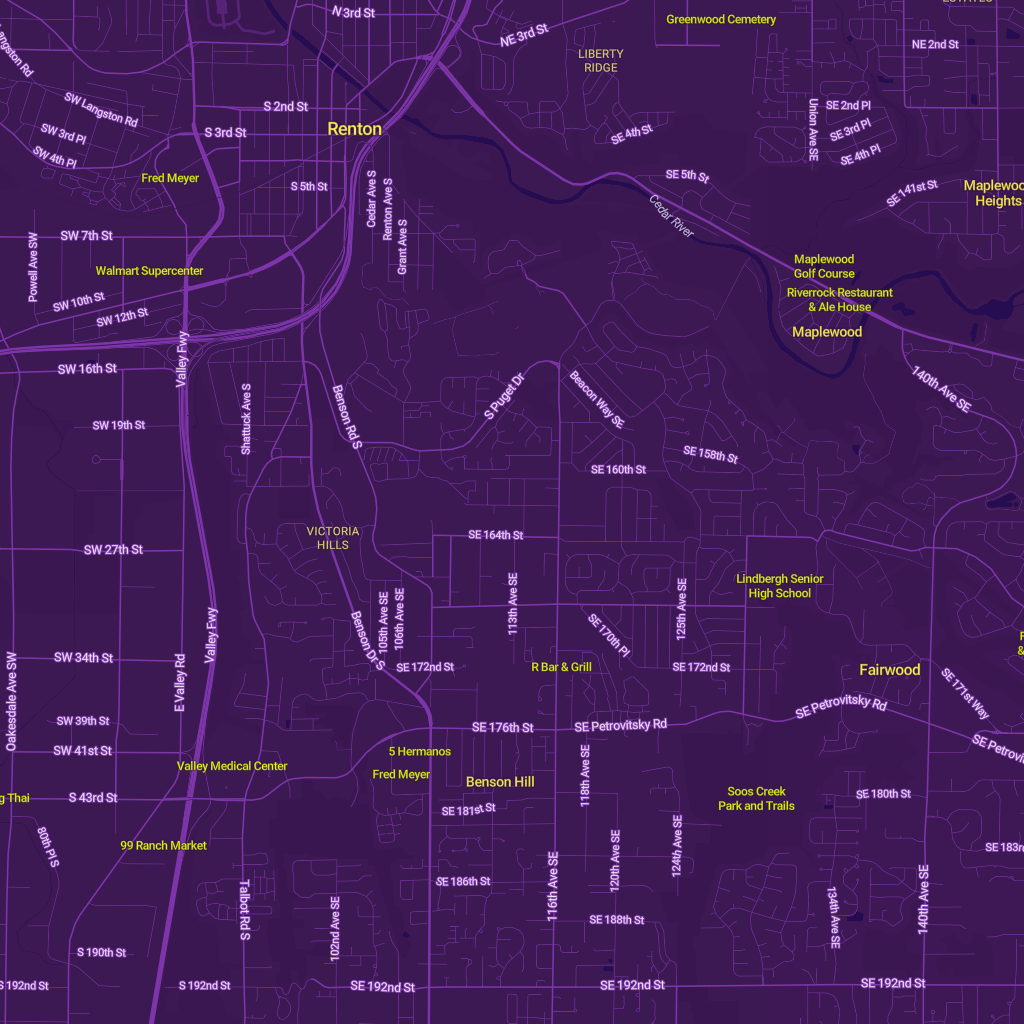 N 3rd St
Greenwood Cemetery
NE 3rd St
NE 2nd St
LIBERTY
RIDGE
SW Langston Rd
S 2nd St
Union Ave SE
SE 2nd Pl
SW 3rd Pl
S 3rd St
Renton
SE 4th St
SE 3rd Pl
SW 4th Pl
SE 4th Pl
Fred Meyer
S 5th St
SE 5th St
Cedar Ave S
Renton Ave S
Grant Ave S
SE 141st St
Heights
Cedar River
SW 7th St
Powell Ave SW
Walmart Supercenter
Maplewood
Golf Course
SW 10th St
Riverrock Restaurant
& Ale House
SW 12th St
Maplewood
Valley Fwy
SW 16th St
S Puget Dr
Beacon Way SE
140th Ave SE
Shattuck Ave S
Benson Rd S
SW 19th St
SE 158th St
SE 160th St
VICTORIA
HILLS
SE 164th St
SW 27th St
Lindbergh Senior
High School
113th Ave SE
125th Ave SE
105th Ave SE
106th Ave SE
Valley Fwy
Benson Dr S
SE 170th Pl
SW 34th St
SE 172nd St
R Bar & Grill
SE 172nd St
Fairwood
E Valley Rd
Oakesdale Ave SW
SE 171st Way
SE Petrovitsky Rd
SW 39th St
SE 176th St
SE Petrovitsky Rd
SW 41st St
5 Hermanos
Valley Medical Center
Fred Meyer
Benson Hill
118th Ave SE
S 43rd St
Soos Creek
Park and Trails
SE 180th St
SE 181st St
80th Pl S
99 Ranch Market
124th Ave SE
120th Ave SE
116th Ave SE
140th Ave SE
SE 186th St
Talbot Rd S
102nd Ave SE
SE 188th St
134th Ave SE
S 190th St
S 192nd St
S 192nd St
SE 192nd St
SE 192nd St
SE 192nd St